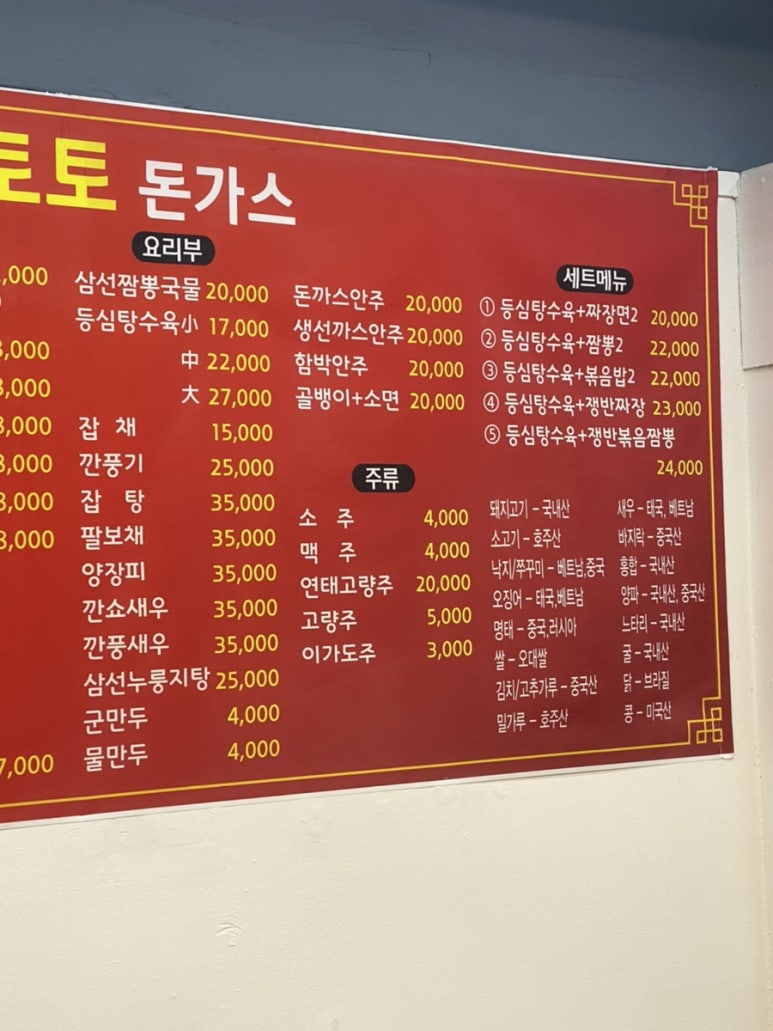 토토 돈가스
,000
3,000
3,000
3,000
3,000
3,000
3,000
7,000
요리부
삼선짬뽕국물 20,000
등심탕수육小 17,000
中 22,000
大 27,000
잡 채 15,000
깐풍기 25,000
잡 탕 35,000
팔보채 35,000
양장피 35,000
깐쇼새우 35,000
깐풍새우 35,000
삼선누룽지탕 25,000
군만두 4,000
물만두 4,000
돈까스안주 20,000
생선까스안주 20,000
함박안주 20,000
골뱅이+소면 20,000
주류
소 주 4,000
맥 주 4,000
연태고량주 20,000
고량주 5,000
이가도주 3,000
세트메뉴
① 등심탕수육+짜장면2 20,000
② 등심탕수육+짬뽕2 22,000
③ 등심탕수육+볶음밥2 22,000
④ 등심탕수육+쟁반짜장 23,000
⑤ 등심탕수육+쟁반볶음짬뽕
24,000
돼지고기 - 국내산 새우 - 태국, 베트남
소고기 - 호주산 바지락 - 중국산
낙지/쭈꾸미 - 베트남,중국 홍합 - 국내산
오징어 - 태국,베트남 양파 - 국내산, 중국산
명태 - 중국,러시아 느타리 - 국내산
쌀 - 오대쌀 굴 - 국내산
김치/고추가루 - 중국산 닭 - 브라질
밀가루 - 호주산 콩 - 미국산